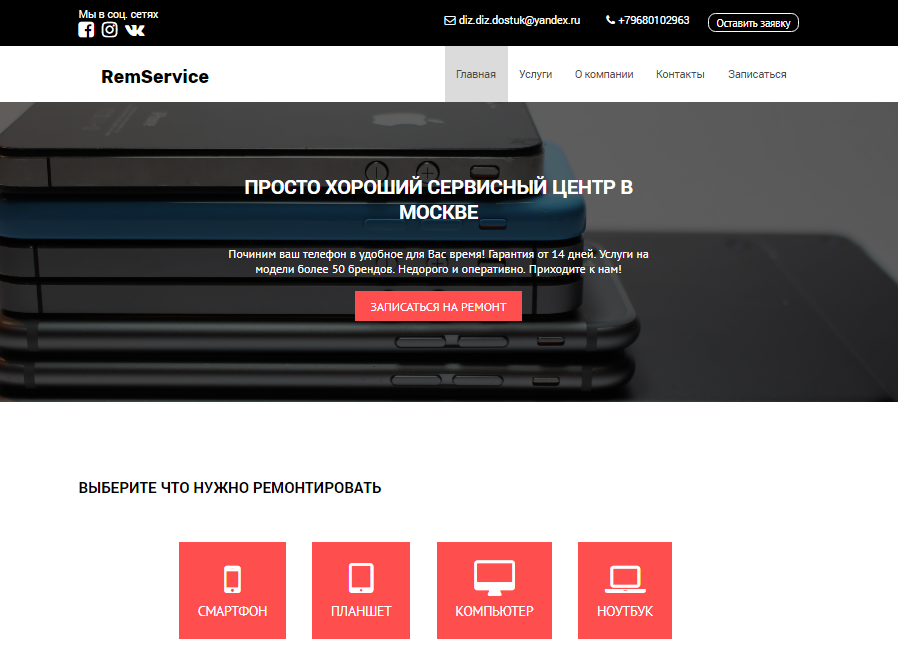 Мы в соц. сетях
diz.diz.dostuk@yandex.ru
+79680102963
Оставить заявку
RemService
Главная
Услуги
О компании
Контакты
Записаться
ПРОСТО ХОРОШИЙ СЕРВИСНЫЙ ЦЕНТР В
МОСКВЕ
Починим ваш телефон в удобное для Вас время! Гарантия от 14 дней. Услуги на
модели более 50 брендов. Недорого и оперативно. Приходите к нам!
ЗАПИСАТЬСЯ НА РЕМОНТ
ВЫБЕРИТЕ ЧТО НУЖНО РЕМОНТИРОВАТЬ
СМАРТФОН
ПЛАНШЕТ
КОМПЬЮТЕР
НОУТБУК